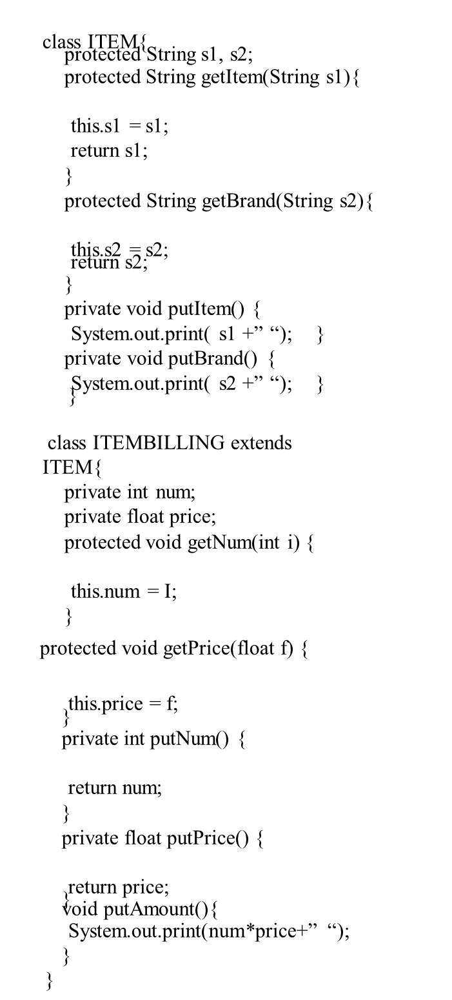 class ITEM{
protected String s1, s2;
protected String getItem(String s1){
this.s1 = s1;
return s1;
}
protected String getBrand(String s2){
this.s2 = s2;
return s2;
}
private void putItem() {
System.out.print( s1 +” “); }
private void putBrand() {
System.out.print( s2 +” “); }
}
class ITEMBILLING extends
ITEM{
private int num;
private float price;
protected void getNum(int i) {
this.num = I;
}
protected void getPrice(float f) {
this.price = f;
}
private int putNum() {
return num;
}
private float putPrice() {
return price;
}
void putAmount(){
System.out.print(num*price+” “);
}
}